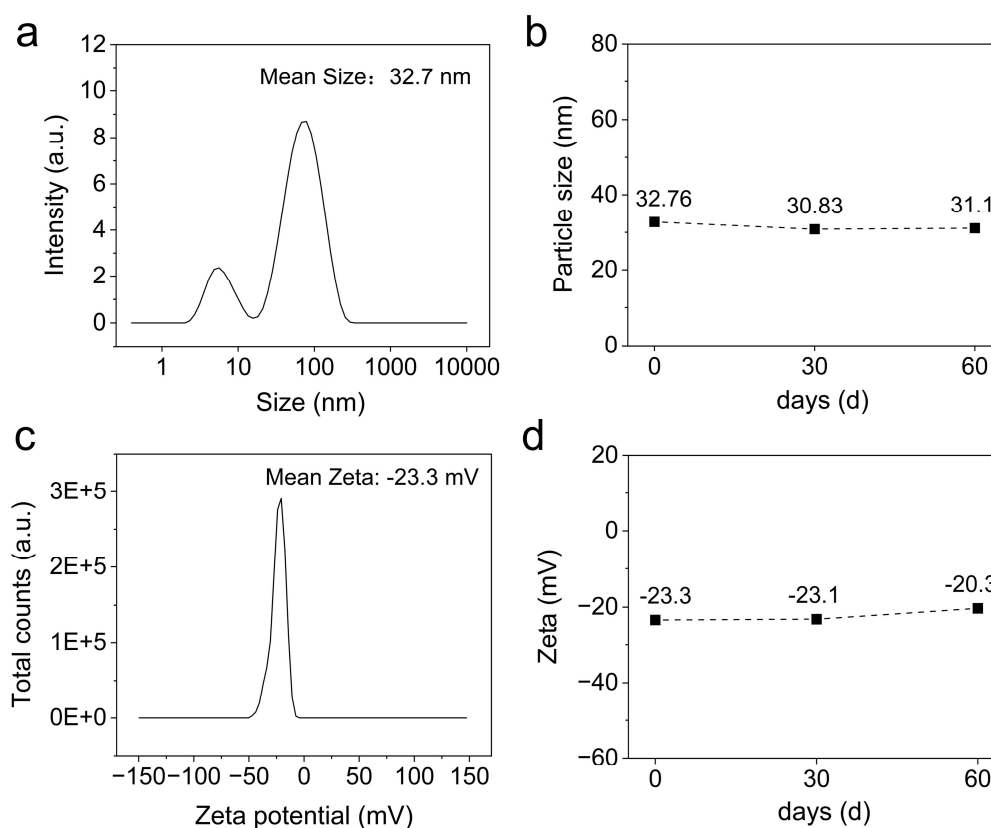 a
12
10
8
6
4
2
0
Intensity (a.u.)
Mean Size: 32.7 nm
1 10 100 1000 10000
Size (nm)
b
80
60
40
20
0
Particle size (nm)
32.76 30.83 31.1
0 30 60
days (d)
c
3E+5
2E+5
1E+5
0E+0
Total counts (a.u.)
Mean Zeta: -23.3 mV
−150 −100 −50 0 50 100 150
Zeta potential (mV)
d
20
0
−20
−40
−60
Zeta (mV)
-23.3 -23.1 -20.3
0 30 60
days (d)